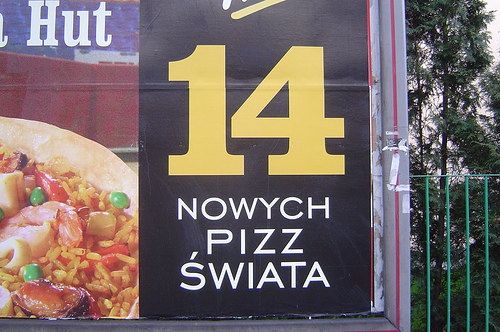 Hut
14
NOWYCH
PIZZ
ŚWIATA